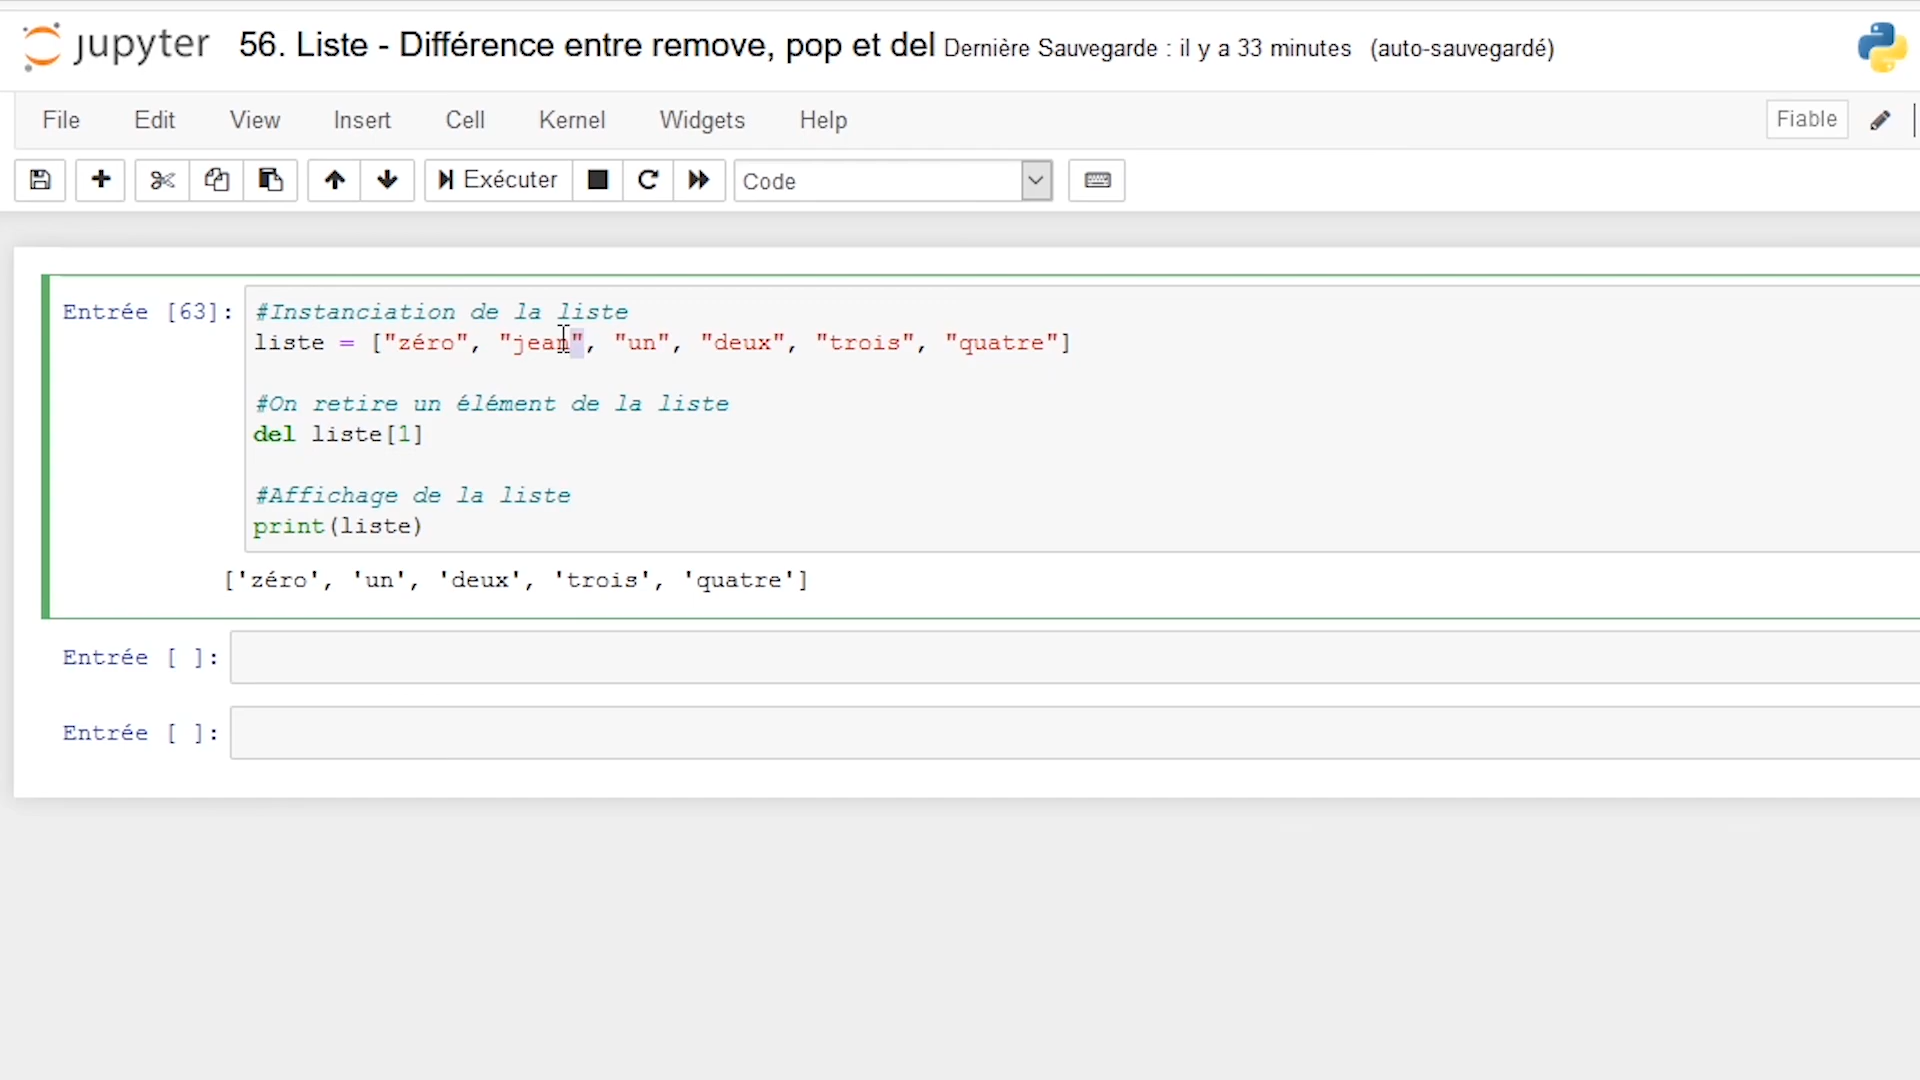 jupyter 56. Liste - Différence entre remove, pop et del Dernière Sauvegarde : il y a 33 minutes (auto-sauvegardé)
File Edit View Insert Cell Kernel Widgets Help Fiable
Exécuter Code
Entrée [63]: #Instanciation de la liste
liste = ["zéro", "jean", "un", "deux", "trois", "quatre"]
#On retire un élément de la liste
del liste[1]
#Affichage de la liste
print(liste)
['zéro', 'un', 'deux', 'trois', 'quatre']
Entrée [ ]:
Entrée [ ]: